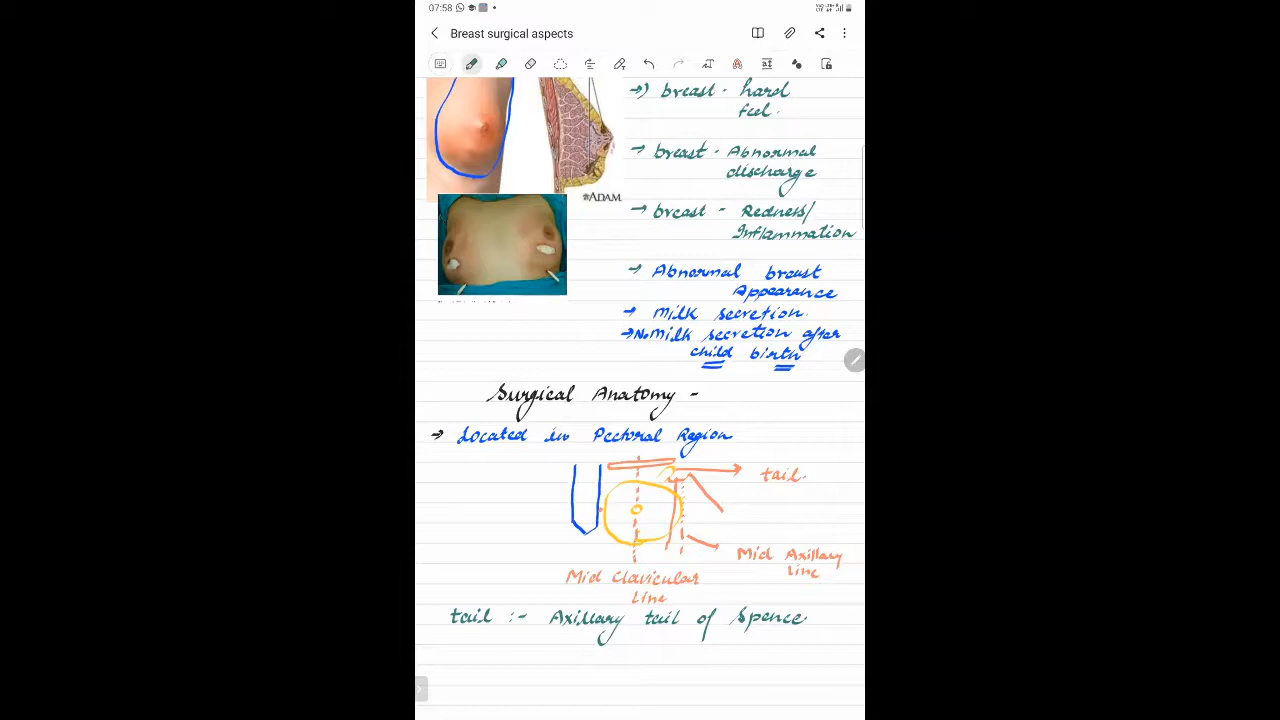 07:58
Breast surgical aspects
→) breast - hard
feel.
→ breast - Abnormal
discharge
✻ADAM.
→ breast - Redness/
Inflammation
→ Abnormal breast
Appearence
→ Milk secretion.
→ No Milk secretion after
child birth
Surgical Anatomy -
→ Located in Pectoral Region
tail.
Mid Axillary
Line
Mid Clavicular
Line
tail :- Axillary tail of Spence